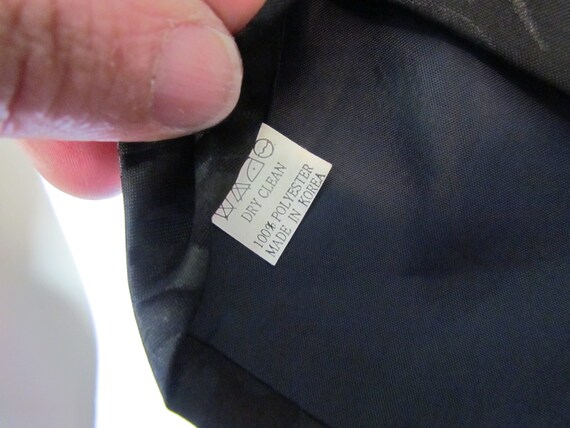 DRY CLEAN
100% POLYESTER
MADE IN KOREA